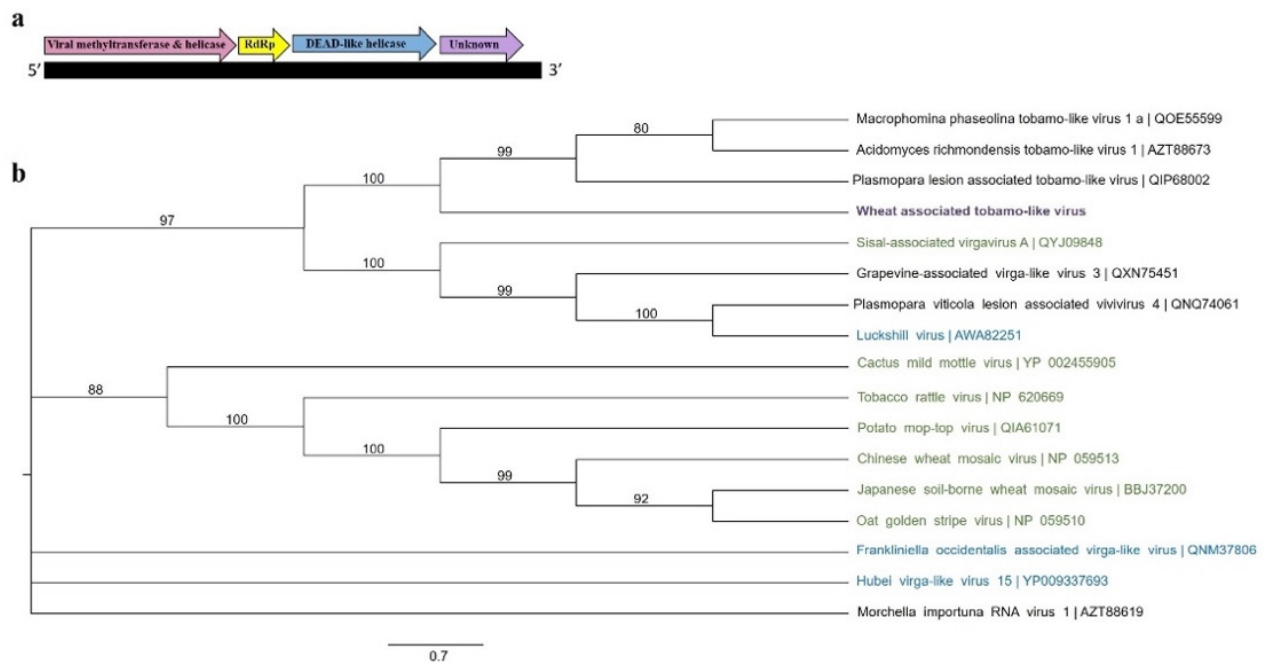 a
Viral methyltransferase & helicase RdRp DEAD-like helicase Unknown
5′ 3′
b
Macrophomina phaseolina tobamo-like virus 1 a | QOE55599
80
Acidomyces richmondensis tobamo-like virus 1 | AZT88673
99
Plasmopara lesion associated tobamo-like virus | QIP68002
100
Wheat associated tobamo-like virus
97
Sisal-associated virgavirus A | QYJ09848
100
Grapevine-associated virga-like virus 3 | QXN75451
99
Plasmopara viticola lesion associated vivivirus 4 | QNQ74061
100
Luckshill virus | AWA82251
Cactus mild mottle virus | YP 002455905
88
Tobacco rattle virus | NP 620669
100
Potato mop-top virus | QIA61071
100
Chinese wheat mosaic virus | NP 059513
99
Japanese soil-borne wheat mosaic virus | BBJ37200
92
Oat golden stripe virus | NP 059510
Frankliniella occidentalis associated virga-like virus | QNM37806
Hubei virga-like virus 15 | YP009337693
Morchella importuna RNA virus 1 | AZT88619
0.7